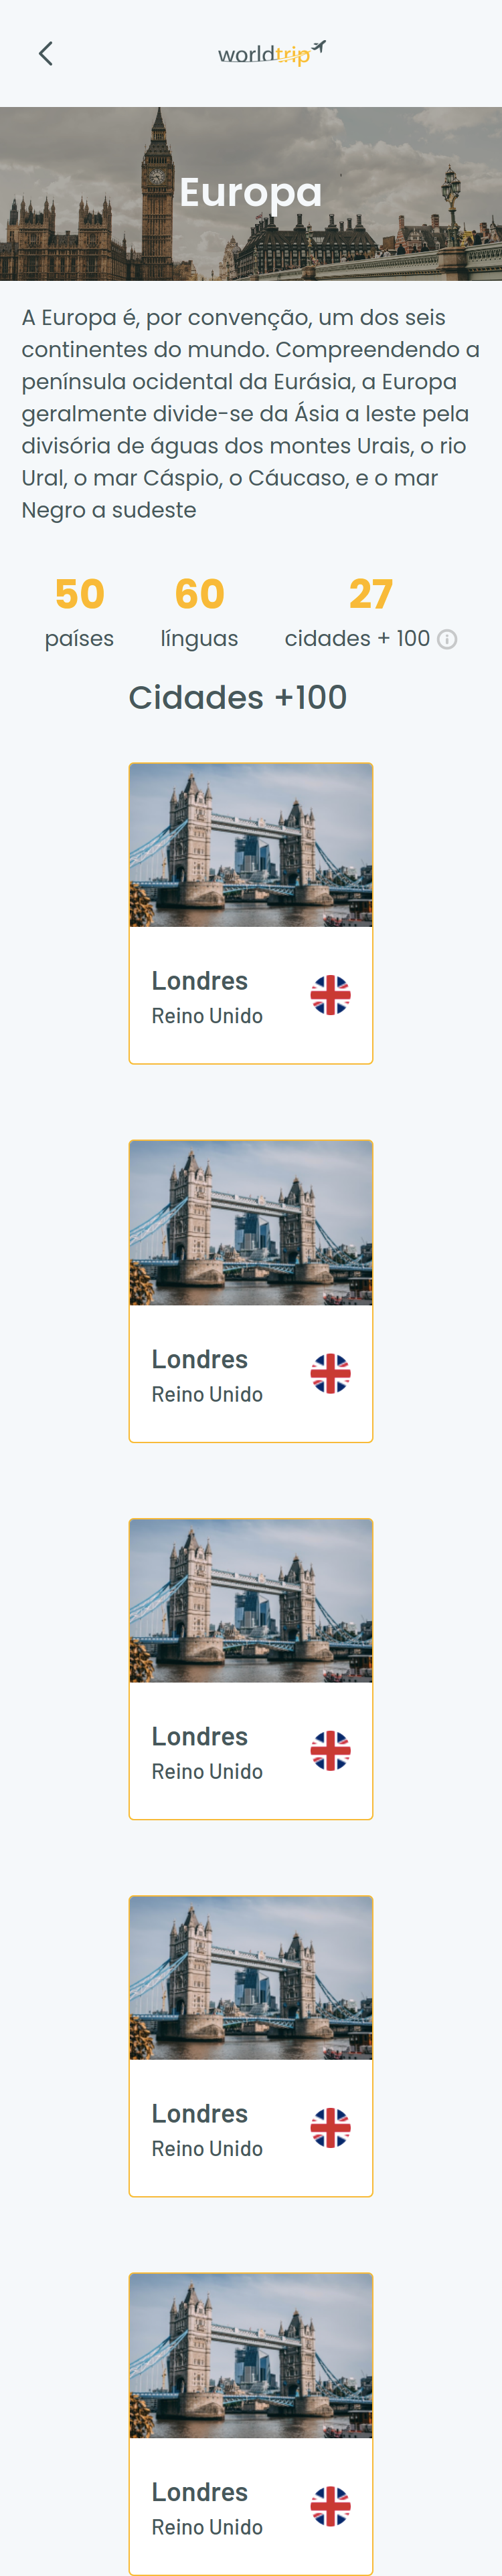 worldtrip
Europa
A Europa é, por convenção, um dos seis
continentes do mundo. Compreendendo a
península ocidental da Eurásia, a Europa
geralmente divide-se da Ásia a leste pela
divisória de águas dos montes Urais, o rio
Ural, o mar Cáspio, o Cáucaso, e o mar
Negro a sudeste
50 60 27
países línguas cidades + 100
Cidades +100
Londres
Reino Unido
Londres
Reino Unido
Londres
Reino Unido
Londres
Reino Unido
Londres
Reino Unido